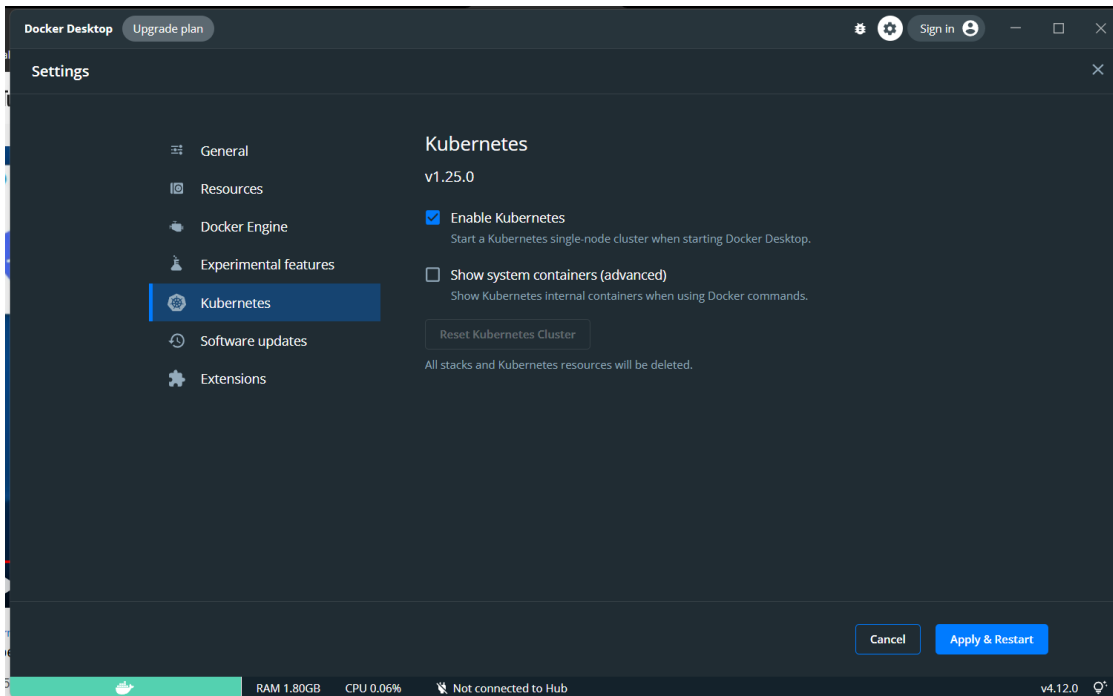 Docker Desktop Upgrade plan Sign in
Settings
General
Resources
Docker Engine
Experimental features
Kubernetes
Software updates
Extensions
Kubernetes
v1.25.0
Enable Kubernetes
Start a Kubernetes single-node cluster when starting Docker Desktop.
Show system containers (advanced)
Show Kubernetes internal containers when using Docker commands.
Reset Kubernetes Cluster
All stacks and Kubernetes resources will be deleted.
Cancel Apply & Restart
RAM 1.80GB CPU 0.06% Not connected to Hub v4.12.0